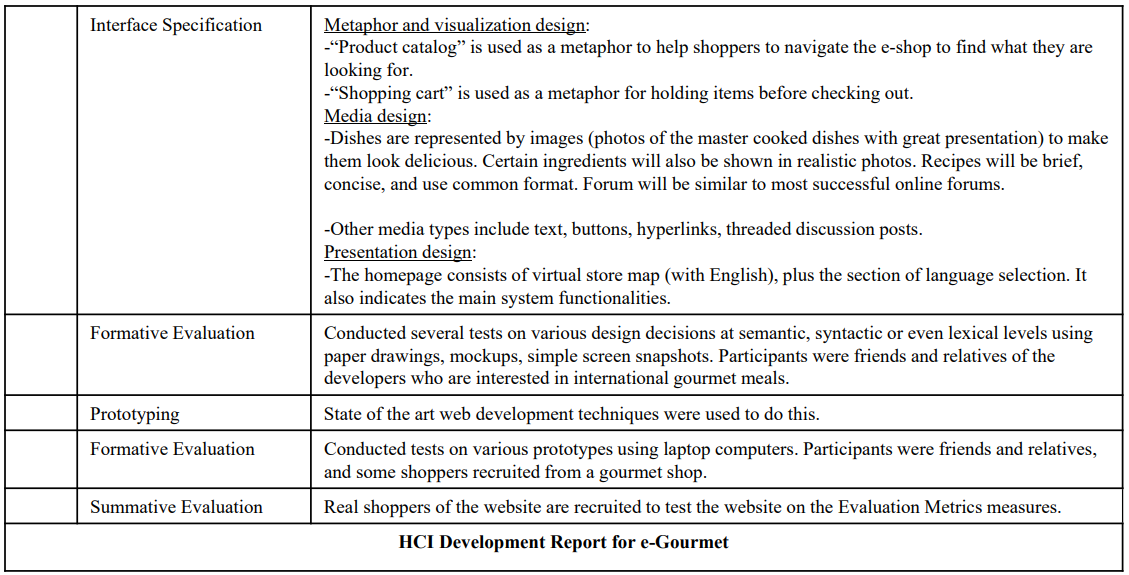 Interface Specification
Metaphor and visualization design:
-“Product catalog” is used as a metaphor to help shoppers to navigate the e-shop to find what they are
looking for.
-“Shopping cart” is used as a metaphor for holding items before checking out.
Media design:
-Dishes are represented by images (photos of the master cooked dishes with great presentation) to make
them look delicious. Certain ingredients will also be shown in realistic photos. Recipes will be brief,
concise, and use common format. Forum will be similar to most successful online forums.
-Other media types include text, buttons, hyperlinks, threaded discussion posts.
Presentation design:
-The homepage consists of virtual store map (with English), plus the section of language selection. It
also indicates the main system functionalities.
Formative Evaluation
Conducted several tests on various design decisions at semantic, syntactic or even lexical levels using
paper drawings, mockups, simple screen snapshots. Participants were friends and relatives of the
developers who are interested in international gourmet meals.
Prototyping
State of the art web development techniques were used to do this.
Formative Evaluation
Conducted tests on various prototypes using laptop computers. Participants were friends and relatives,
and some shoppers recruited from a gourmet shop.
Summative Evaluation
Real shoppers of the website are recruited to test the website on the Evaluation Metrics measures.
HCI Development Report for e-Gourmet